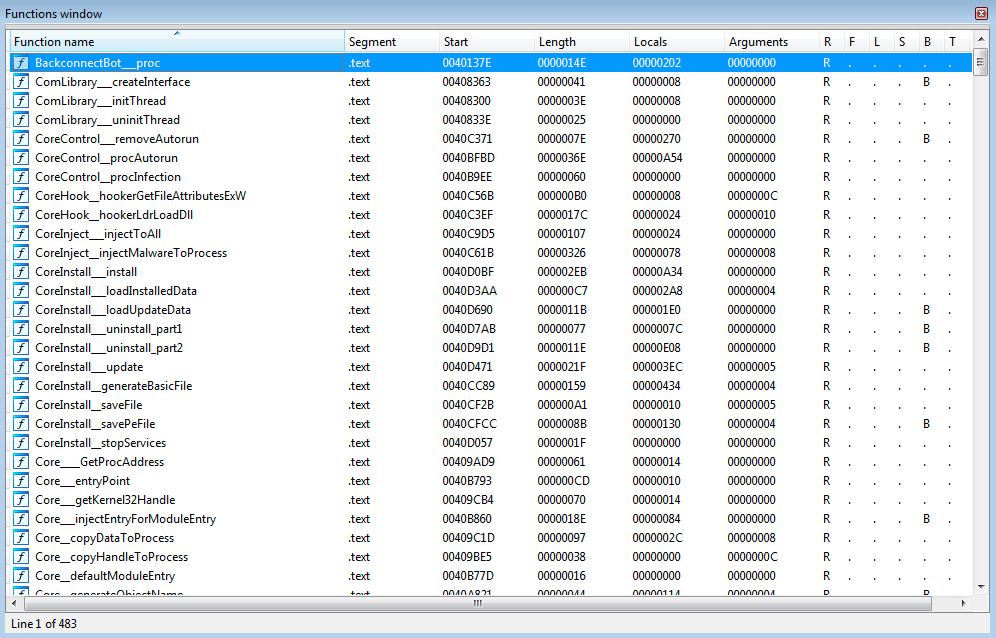 Functions window
Function name Segment Start Length Locals Arguments R F L S B T
BackconnectBot___proc .text 0040137E 0000014E 00000202 00000000 R . . . . .
ComLibrary___createInterface .text 00408363 00000041 00000008 00000000 R . . . B .
ComLibrary___initThread .text 00408300 0000003E 00000008 00000000 R . . . . .
ComLibrary___uninitThread .text 0040833E 00000025 00000000 00000000 R . . . . .
CoreControl___removeAutorun .text 0040C371 0000007E 00000270 00000000 R . . . B .
CoreControl__procAutorun .text 0040BFBD 0000036E 00000A54 00000000 R . . . . .
CoreControl__procInfection .text 0040B9EE 00000060 00000000 00000000 R . . . . .
CoreHook__hookerGetFileAttributesExW .text 0040C56B 000000B0 00000008 0000000C R . . . . .
CoreHook__hookerLdrLoadDll .text 0040C3EF 0000017C 00000024 00000010 R . . . . .
CoreInject___injectToAll .text 0040C9D5 00000107 00000024 00000000 R . . . . .
CoreInject__injectMalwareToProcess .text 0040C61B 00000326 00000078 00000008 R . . . . .
CoreInstall___install .text 0040D0BF 000002EB 00000A34 00000000 R . . . . .
CoreInstall___loadInstalledData .text 0040D3AA 000000C7 000002A8 00000004 R . . . . .
CoreInstall___loadUpdateData .text 0040D690 0000011B 000001E0 00000000 R . . . B .
CoreInstall___uninstall_part1 .text 0040D7AB 00000077 0000007C 00000000 R . . . B .
CoreInstall___uninstall_part2 .text 0040D9D1 0000011E 00000E08 00000000 R . . . B .
CoreInstall___update .text 0040D471 0000021F 000003EC 00000005 R . . . . .
CoreInstall__generateBasicFile .text 0040CC89 00000159 00000434 00000004 R . . . . .
CoreInstall__saveFile .text 0040CF2B 000000A1 00000010 00000005 R . . . . .
CoreInstall__savePeFile .text 0040CFCC 0000008B 00000130 00000004 R . . . B .
CoreInstall__stopServices .text 0040D057 0000001F 00000000 00000000 R . . . . .
Core____GetProcAddress .text 00409AD9 00000061 00000014 00000000 R . . . . .
Core___entryPoint .text 0040B793 000000CD 00000010 00000000 R . . . . .
Core___getKernel32Handle .text 00409CB4 00000070 00000014 00000000 R . . . . .
Core___injectEntryForModuleEntry .text 0040B860 0000018E 00000084 00000000 R . . . B .
Core__copyDataToProcess .text 00409C1D 00000097 0000002C 00000008 R . . . . .
Core__copyHandleToProcess .text 00409BE5 00000038 00000000 0000000C R . . . . .
Core__defaultModuleEntry .text 0040B77D 00000016 00000000 00000000 R . . . . .
Core__generateObjectName .text 0040A821 00000044 00000114 00000004 R . . . . .
Line 1 of 483